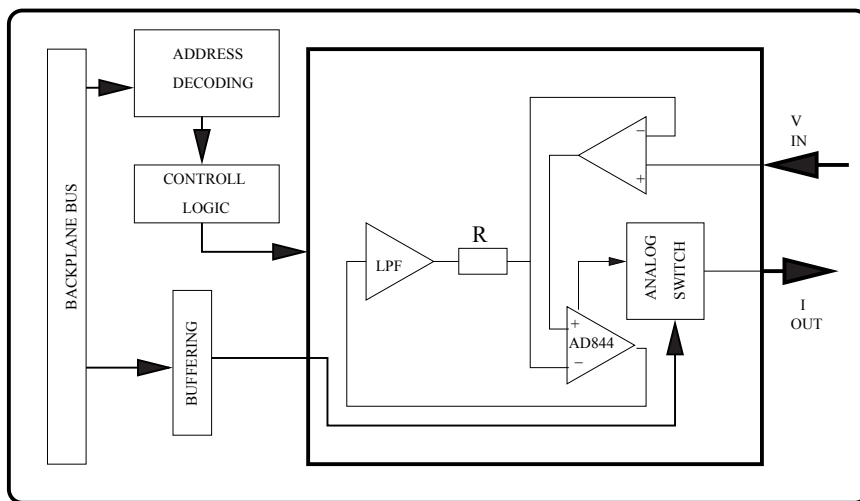 ADDRESS
DECODING
CONTROLL
LOGIC
BACKPLANE BUS
BUFFERING
LPF
R
−
+
+
AD844
−
ANALOG
SWITCH
V
IN
I
OUT